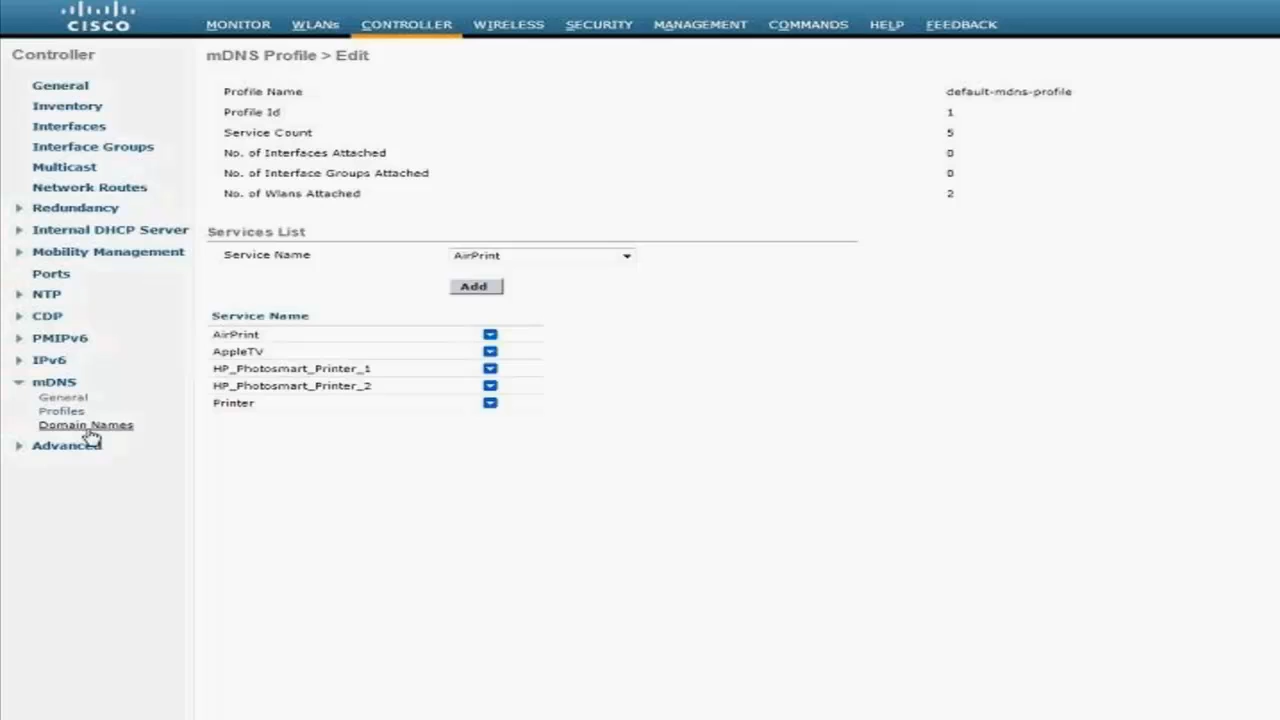 CISCO
MONITOR WLANs CONTROLLER WIRELESS SECURITY MANAGEMENT COMMANDS HELP FEEDBACK
Controller
General
Inventory
Interfaces
Interface Groups
Multicast
Network Routes
Redundancy
Internal DHCP Server
Mobility Management
Ports
NTP
CDP
PMIPv6
IPv6
mDNS
General
Profiles
Domain Names
Advanced
mDNS Profile > Edit
Profile Name default-mdns-profile
Profile Id 1
Service Count 5
No. of Interfaces Attached 0
No. of Interface Groups Attached 0
No. of Wlans Attached 2
Services List
Service Name AirPrint
Add
Service Name
AirPrint
AppleTV
HP_Photosmart_Printer_1
HP_Photosmart_Printer_2
Printer